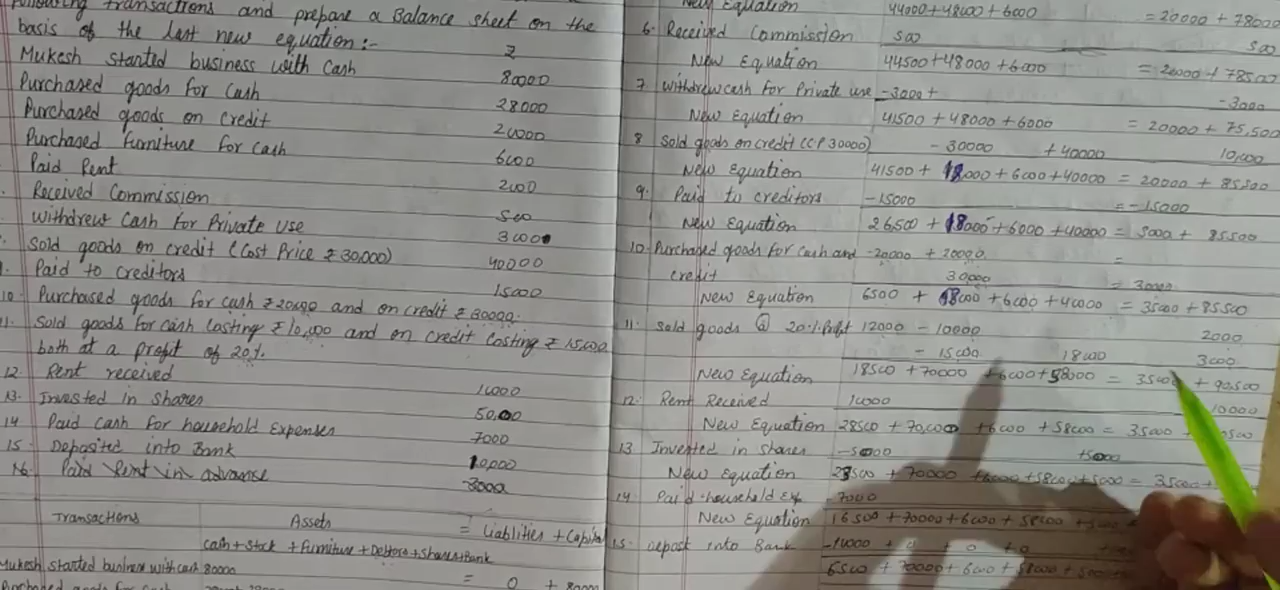 transactions and prepare a Balance sheet on the
basis of the last new equation:-
₹
Mukesh started business with Cash 80000
Purchased goods for cash 28000
Purchased goods on credit 20000
Purchased Furniture for cash 6000
Paid Rent 2000
Received Commission 500
Withdrew Cash for Private Use 3000
Sold goods on credit (Cost Price ₹ 30,000) 40000
Paid to creditors 15000
10. Purchased goods for cash ₹20000 and on credit ₹ 30000.
11. Sold goods for cash Costing ₹10,000 and on credit costing ₹ 15000
both at a profit of 20%.
12. Rent received 10000
13. Invested in Shares 50,00
14 Paid cash for household Expenses 7000
15. Deposited into Bank 10,000
16. Paid Rent in advance 3000
Transactions Assets = Liablities + Capital
Cash + Stock + Furniture + Debtors + Shares + Bank
Mukesh started business with cash 80000 = 0 + 80000
New Equation 44000+48000+6000 = 20000 + 78000
6. Received Commission 500 500
New Equation 44500+48000+6000 = 20000 + 78500
7 Withdrew cash for Private use -3000+ -3000
New Equation 41500 + 48000 + 6000 = 20000 + 75,500
8 Sold goods on credit (CP 30000) -30000 +40000 10,000
New Equation 41500 + 18000 + 6000 +40000 = 20000 + 85500
9. Paid to creditors -15000 = -15000
New Equation 26500 + 18000 + 6000 + 40000 = 5000 + 85500
10. Purchased goods for cash and -20000 + 20000 =
credit 30000 = 30000
New Equation 6500 + 68000 + 6000 + 40000 = 35000 + 85500
11. Sold goods @ 20% Profit 12000 - 10000 2000
- 15000 18000 3000
New Equation 18500 + 70000 + 6000 + 58000 = 35000 + 90,500
12. Rent Received 10000 10000
New Equation 28500 + 70,000 + 6000 + 58000 = 35000
13. Invested in shares -5000 +5000
New Equation 23500 + 70000 +6000 +58000 + 5000 = 35000 +
14 Paid household Exp -7000
New Equation 16500 + 70000 + 6000 + 58000
15. deposit into Bank -10000 + 0 + 0 + 0
6500 + 70000 + 6000 + 58000 + 5000